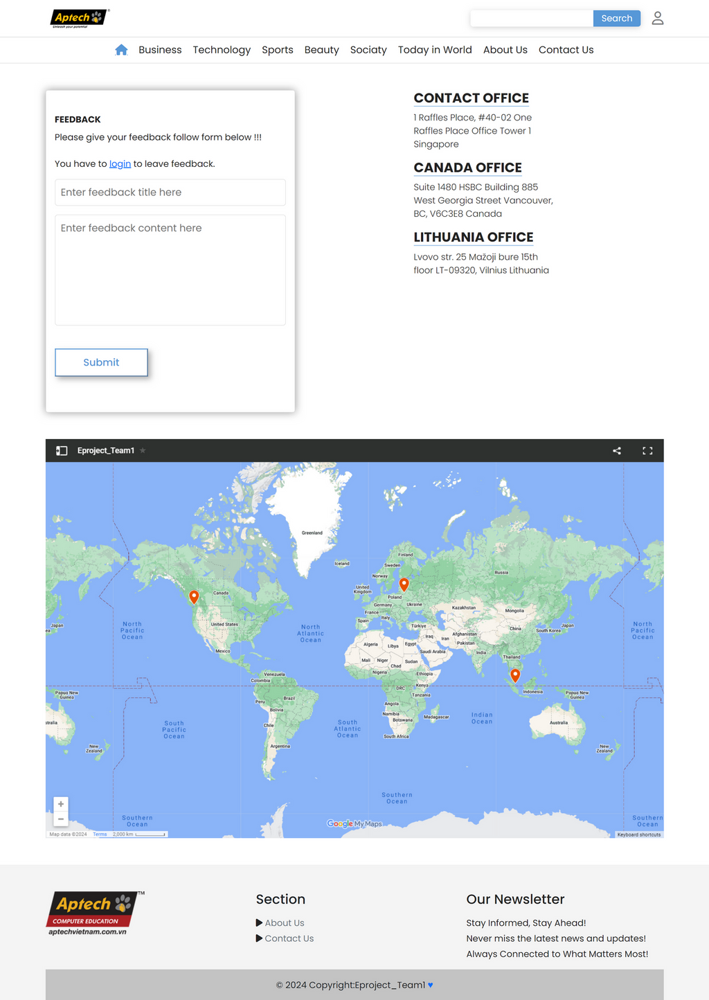 Aptech
Unleash your potential
Search
Business Technology Sports Beauty Sociaty Today in World About Us Contact Us
FEEDBACK
Please give your feedback follow form below !!!
You have to login to leave feedback.
Enter feedback title here
Enter feedback content here
Submit
CONTACT OFFICE
1 Raffles Place, #40-02 One
Raffles Place Office Tower 1
Singapore
CANADA OFFICE
Suite 1480 HSBC Building 885
West Georgia Street Vancouver,
BC, V6C3E8 Canada
LITHUANIA OFFICE
Lvovo str. 25 Mažoji bure 15th
floor LT-09320, Vilnius Lithuania
Eproject_Team1
Greenland
Iceland
Finland
Sweden
Norway
Russia
United
Kingdom
Poland
Germany
Ukraine
France
Italy
Spain
Türkiye
Kazakhstan
Mongolia
China
South Korea
Japan
Japan
Canada
United States
Mexico
North
Pacific
Ocean
North
Atlantic
Ocean
North
Pacific
Ocean
Algeria
Libya
Egypt
Iraq
Iran
Afghanistan
Pakistan
Saudi Arabia
India
Thailand
Mali
Niger
Chad
Sudan
Nigeria
Ethiopia
Kenya
DRC
Tanzania
Angola
Namibia
Botswana
Madagascar
South Africa
Venezuela
Colombia
Peru
Brazil
Bolivia
Chile
Argentina
Indonesia
Papua New
Guinea
Papua New
Guinea
Australia
stralia
New
Zealand
New
Zealand
South
Pacific
Ocean
South
Atlantic
Ocean
Indian
Ocean
Southern
Ocean
Southern
Ocean
Southern
Ocean
Google My Maps
Map data ©2024 Terms 2,000 km
Keyboard shortcuts
Aptech TM
COMPUTER EDUCATION
aptechvietnam.com.vn
Section
About Us
Contact Us
Our Newsletter
Stay Informed, Stay Ahead!
Never miss the latest news and updates!
Always Connected to What Matters Most!
© 2024 Copyright:Eproject_Team1 ♥